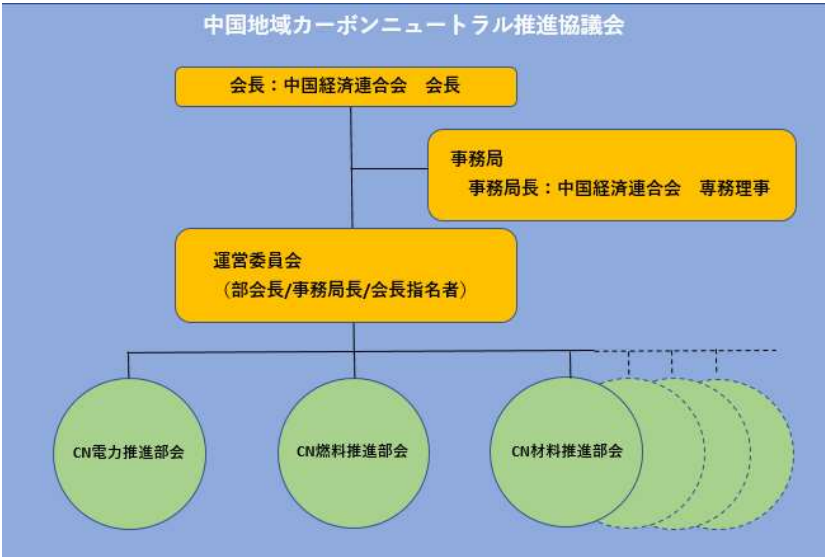 中国地域カーボンニュートラル推進協議会
会長：中国経済連合会　会長
事務局
事務局長：中国経済連合会　専務理事
運営委員会
（部会長/事務局長/会長指名者）
CN電力推進部会
CN燃料推進部会
CN材料推進部会